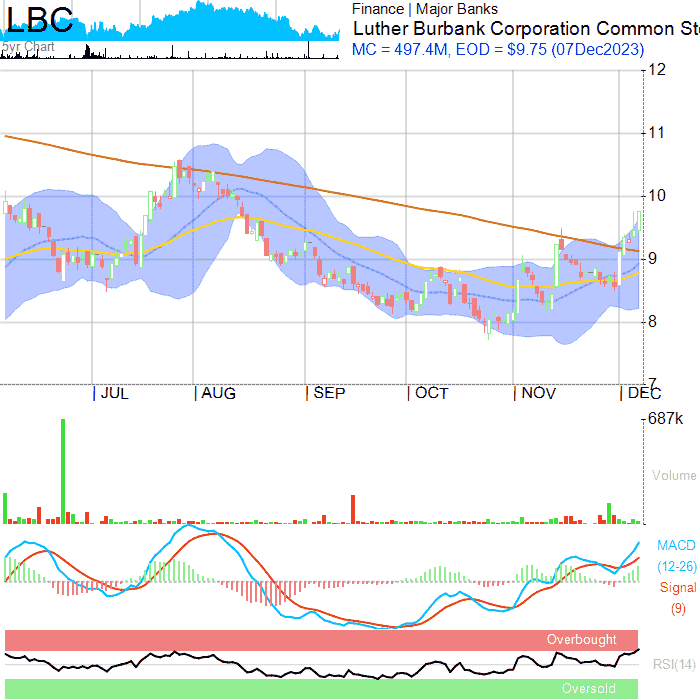 LBC
5yr Chart
Finance | Major Banks
Luther Burbank Corporation Common St
MC = 497.4M, EOD = $9.75 (07Dec2023)
12
11
10
9
8
7
JUL AUG SEP OCT NOV DEC
687k
Volume
MACD
(12-26)
Signal
(9)
Overbought
RSI(14)
Oversold